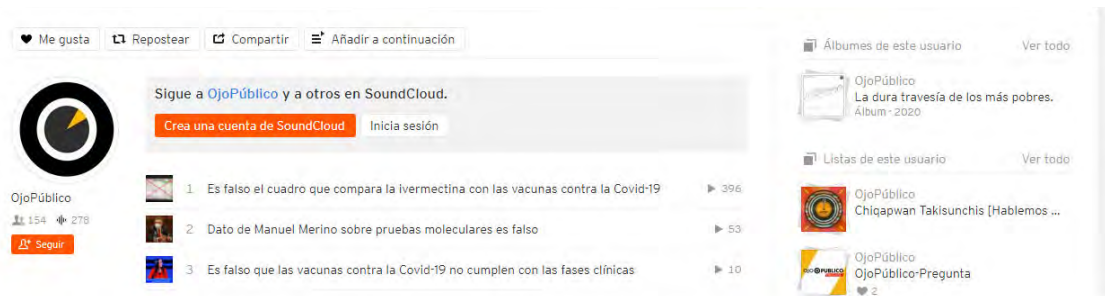 Me gusta Repostear Compartir Añadir a continuación
Sigue a OjoPúblico y a otros en SoundCloud.
Crea una cuenta de SoundCloud Inicia sesión
OjoPúblico
154 278
Seguir
1 Es falso el cuadro que compara la ivermectina con las vacunas contra la Covid-19 396
2 Dato de Manuel Merino sobre pruebas moleculares es falso 53
3 Es falso que las vacunas contra la Covid-19 no cumplen con las fases clínicas 10
Álbumes de este usuario Ver todo
OjoPúblico
La dura travesía de los más pobres.
Álbum · 2020
Listas de este usuario Ver todo
OjoPúblico
Chiqapwan Takisunchis [Hablemos ...
OjoPúblico
OjoPúblico-Pregunta
2